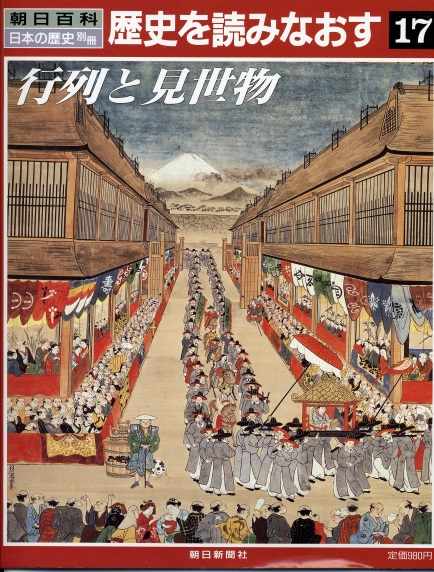 朝日百科
日本の歴史別冊
歴史を読みなおす
17
行列と見世物
朝日新聞社
定価980円